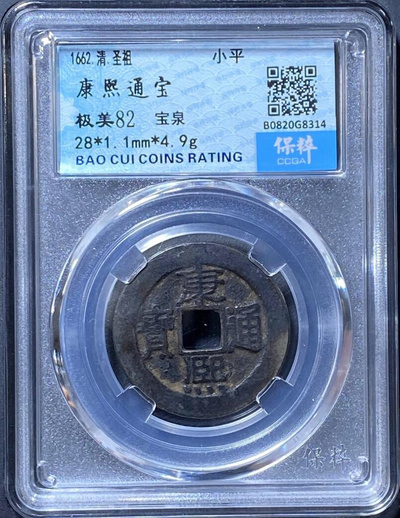 1662.清.圣祖 小平
康熙通宝
极美82 宝泉
28*1.1mm*4.9g
BAO CUI COINS RATING
B0820G8314
保粹
CCGA
康熙通寶
保粹